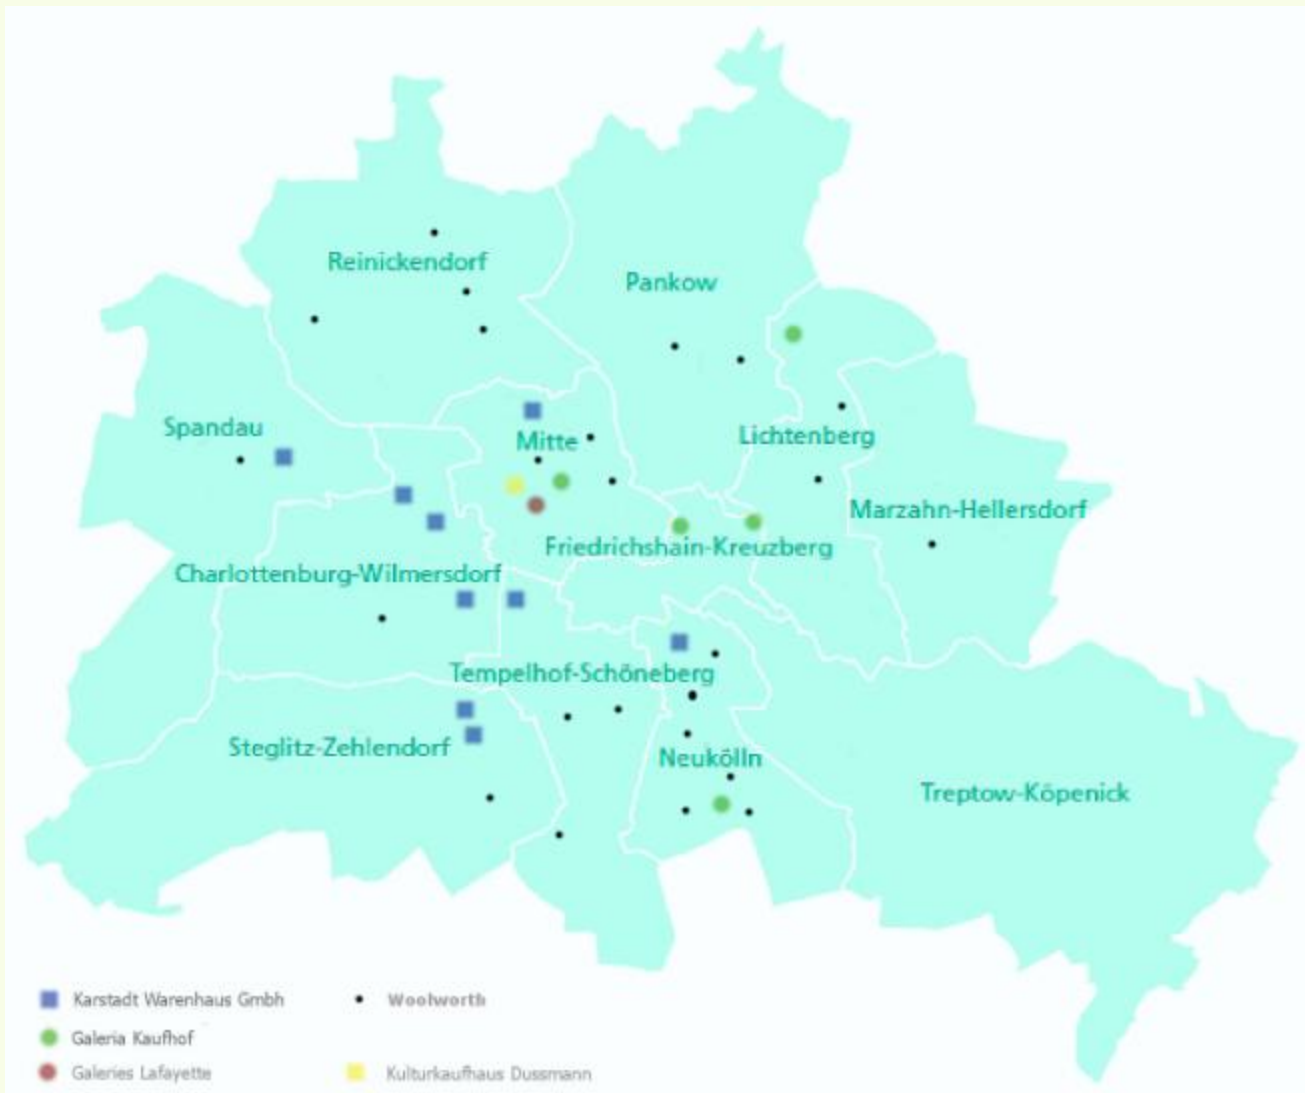 Reinickendorf
Pankow
Spandau
Mitte
Lichtenberg
Marzahn-Hellersdorf
Friedrichshain-Kreuzberg
Charlottenburg-Wilmersdorf
Tempelhof-Schöneberg
Steglitz-Zehlendorf
Neukölln
Treptow-Köpenick
Karstadt Warenhaus Gmbh
Woolworth
Galeria Kaufhof
Galeries Lafayette
Kulturkaufhaus Dussmann